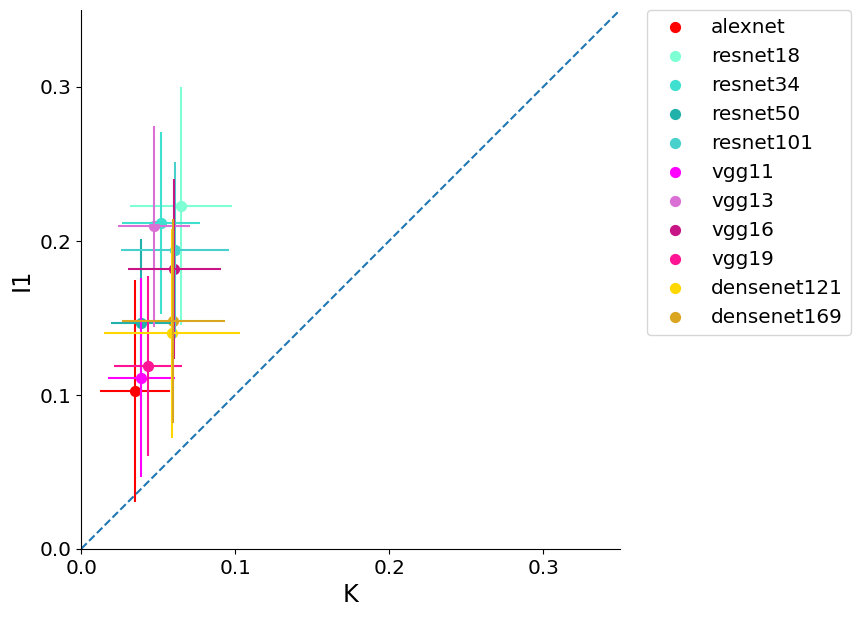 0.3
0.2
0.1
0.0
l1
0.0 0.1 0.2 0.3
K
alexnet
resnet18
resnet34
resnet50
resnet101
vgg11
vgg13
vgg16
vgg19
densenet121
densenet169